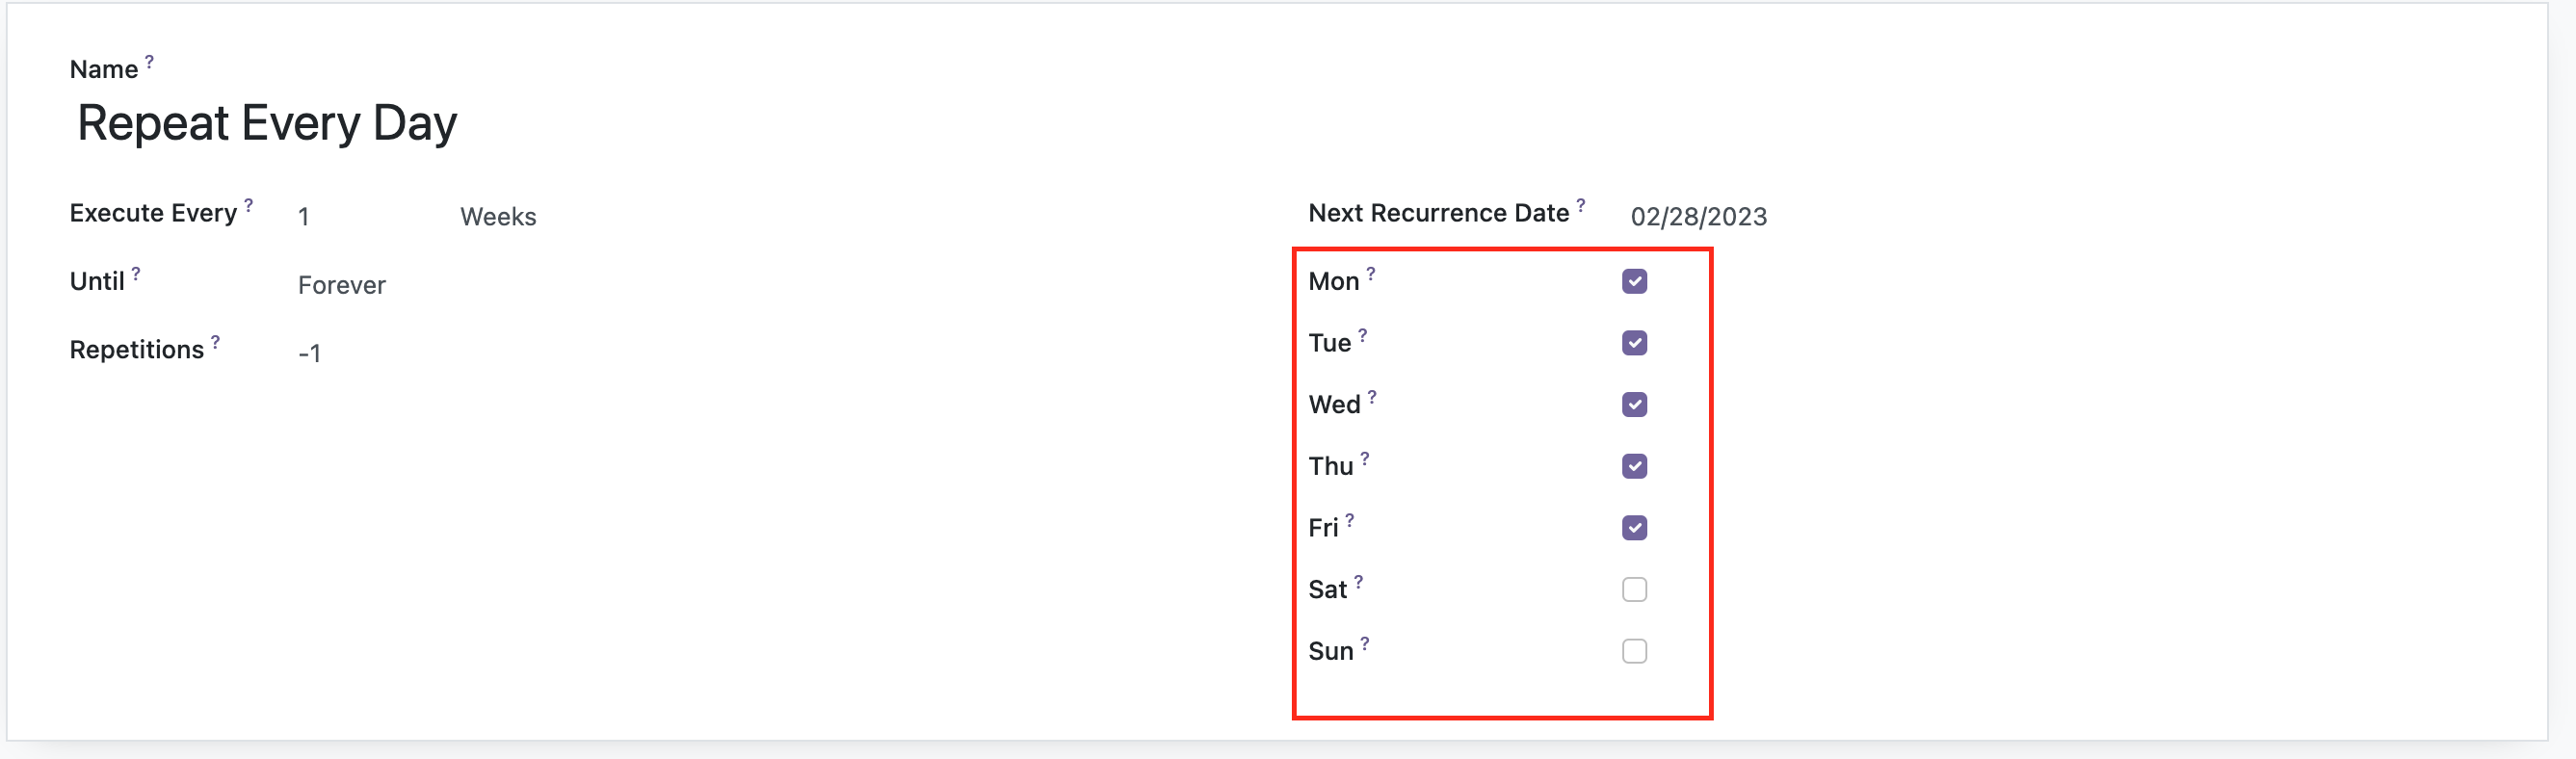 Name ?
Repeat Every Day
Execute Every ? 1 Weeks
Until ? Forever
Repetitions ? -1
Next Recurrence Date ? 02/28/2023
Mon ?
Tue ?
Wed ?
Thu ?
Fri ?
Sat ?
Sun ?